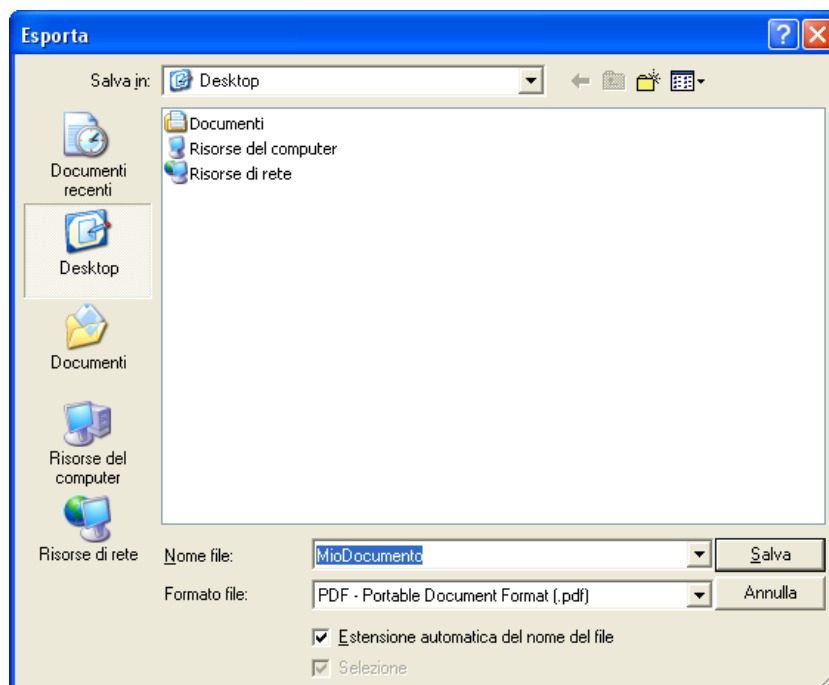 Esporta
Salva in:
Desktop
Documenti
recenti
Desktop
Documenti
Risorse del
computer
Risorse di rete
Documenti
Risorse del computer
Risorse di rete
Nome file:
MioDocumento
Salva
Formato file:
PDF - Portable Document Format (.pdf)
Annulla
Estensione automatica del nome del file
Selezione